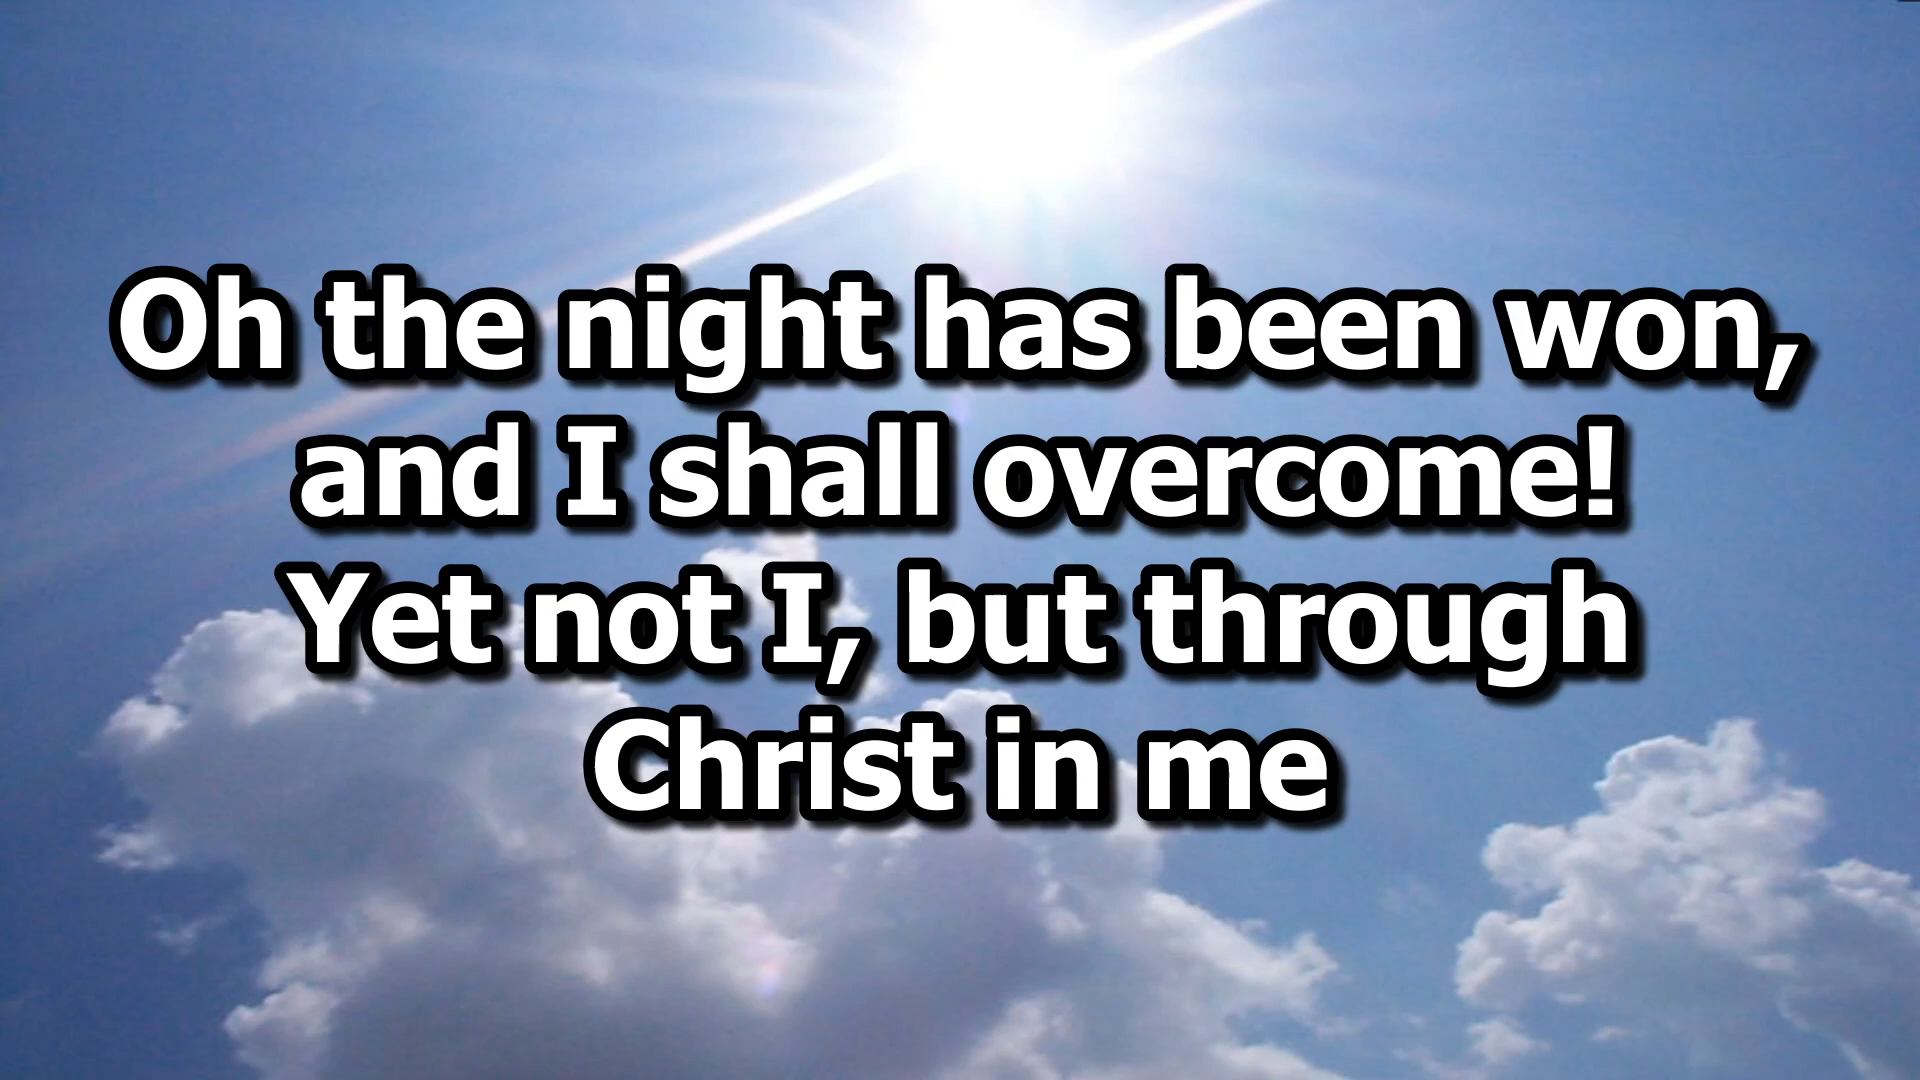 Oh the night has been won,
and I shall overcome!
Yet not I, but through
Christ in me